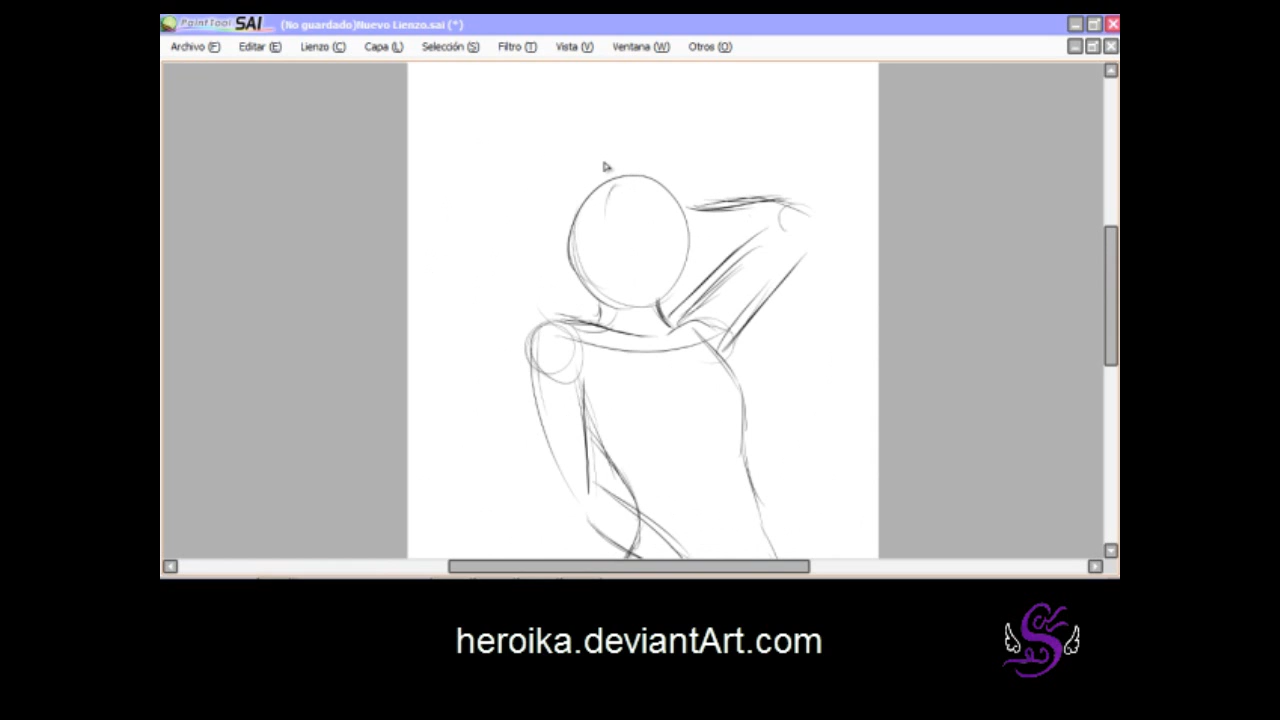 PaintTool SAI (No guardado)Nuevo Lienzo.sai (*)
Archivo (F) Editar (E) Lienzo (C) Capa (L) Selección (S) Filtro (T) Vista (V) Ventana (W) Otros (O)
heroika.deviantArt.com